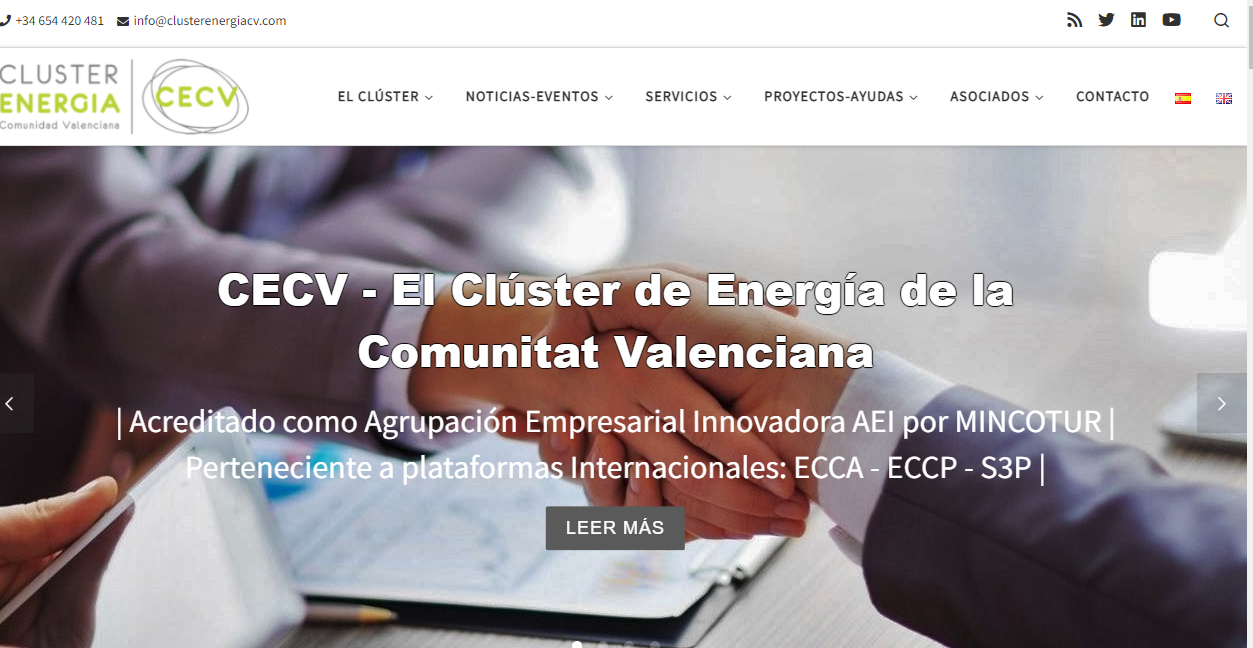 +34 654 420 481 info@clusterenergiacv.com
CLUSTER
ENERGIA
Comunidad Valenciana
CECV
EL CLÚSTER NOTICIAS-EVENTOS SERVICIOS PROYECTOS-AYUDAS ASOCIADOS CONTACTO
CECV - El Clúster de Energía de la
Comunitat Valenciana
| Acreditado como Agrupación Empresarial Innovadora AEI por MINCOTUR |
Perteneciente a plataformas Internacionales: ECCA - ECCP - S3P |
LEER MÁS